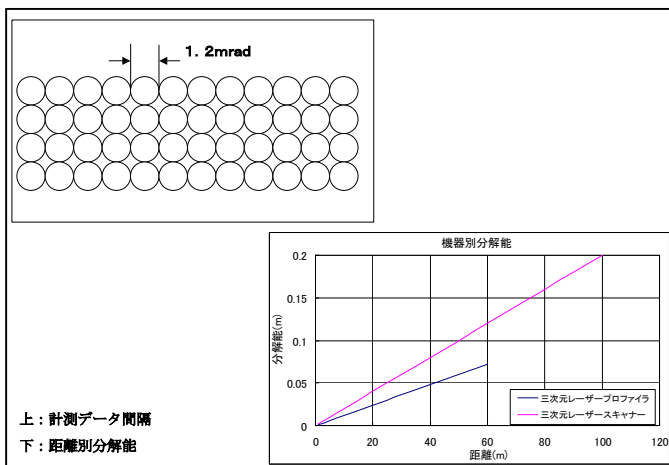 1．2mrad
機器別分解能
0.2
0.15
0.1
0.05
0
分解能(m)
0 20 40 60 80 100 120
距離(m)
三次元レーザープロファイラ
三次元レーザースキャナー
上：計測データ間隔
下：距離別分解能